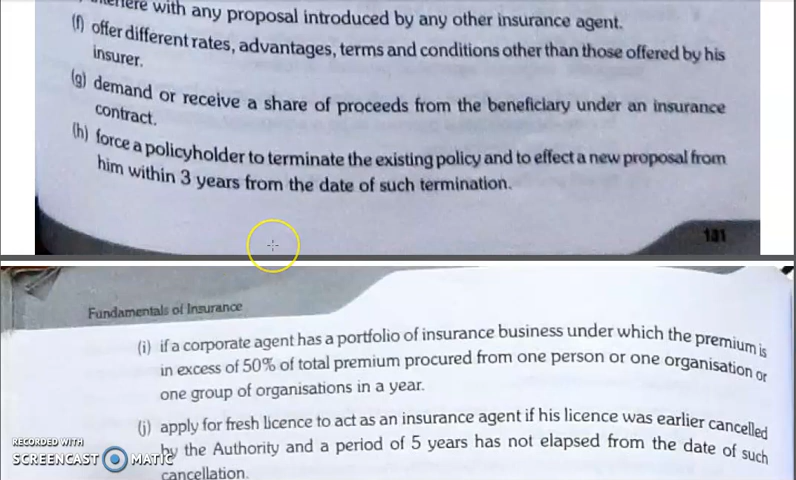 with any proposal introduced by any other insurance agent.
(f) offer different rates, advantages, terms and conditions other than those offered by his
insurer.
(g) demand or receive a share of proceeds from the beneficiary under an insurance
contract.
(h) force a policyholder to terminate the existing policy and to effect a new proposal from
him within 3 years from the date of such termination.
Fundamentals of Insurance
(i) if a corporate agent has a portfolio of insurance business under which the premium is
in excess of 50% of total premium procured from one person or one organisation or
one group of organisations in a year.
(j) apply for fresh licence to act as an insurance agent if his licence was earlier cancelled
by the Authority and a period of 5 years has not elapsed from the date of such
cancellation.
RECORDED WITH
SCREENCAST MATIC